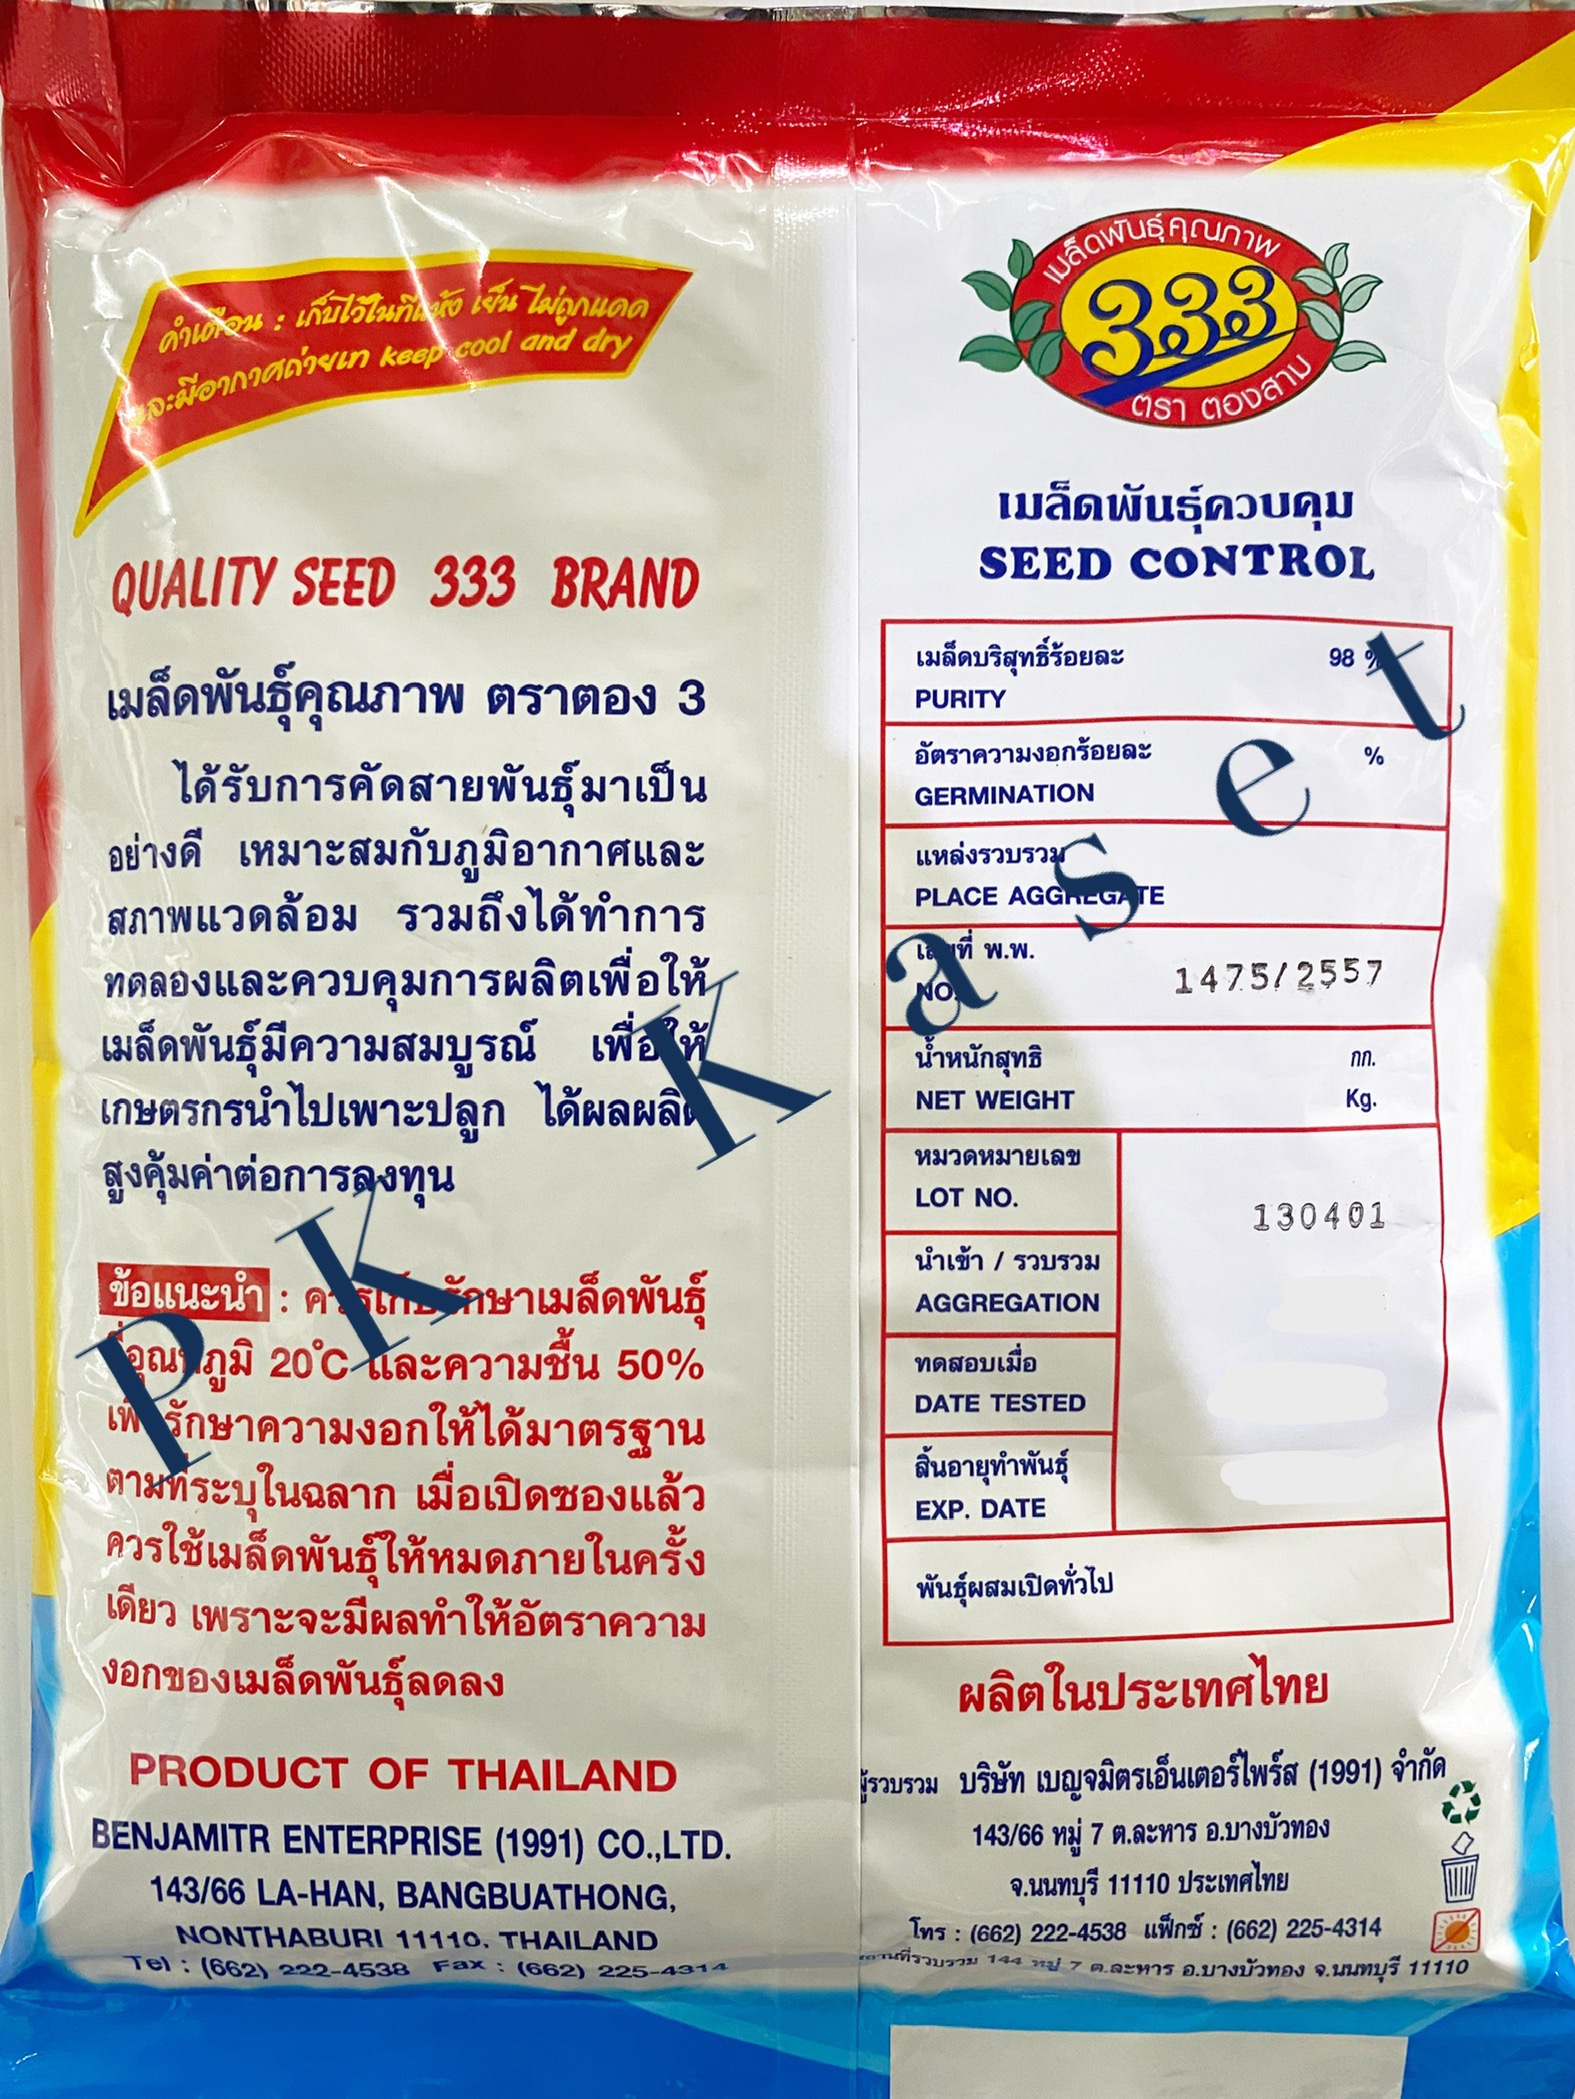 คำเตือน : เก็บไว้ในที่แห้ง เย็น ไม่ถูกแดด
และมีอากาศถ่ายเท keep cool and dry
QUALITY SEED 333 BRAND
เมล็ดพันธุ์คุณภาพ ตราตอง 3
ได้รับการคัดสายพันธุ์มาเป็น
อย่างดี เหมาะสมกับภูมิอากาศและ
สภาพแวดล้อม รวมถึงได้ทำการ
ทดลองและควบคุมการผลิตเพื่อให้
เมล็ดพันธุ์มีความสมบูรณ์ เพื่อให้
เกษตรกรนำไปเพาะปลูก ได้ผลผลิต
สูงคุ้มค่าต่อการลงทุน
ข้อแนะนำ : ควรเก็บรักษาเมล็ดพันธุ์
ที่อุณหภูมิ 20°C และความชื้น 50%
เพื่อรักษาความงอกให้ได้มาตรฐาน
ตามที่ระบุในฉลาก เมื่อเปิดซองแล้ว
ควรใช้เมล็ดพันธุ์ให้หมดภายในครั้ง
เดียว เพราะจะมีผลทำให้อัตราความ
งอกของเมล็ดพันธุ์ลดลง
PRODUCT OF THAILAND
BENJAMITR ENTERPRISE (1991) CO.,LTD.
143/66 LA-HAN, BANGBUATHONG,
NONTHABURI 11110. THAILAND
Tel : (662) 222-4538 Fax : (662) 225-4314
เมล็ดพันธุ์คุณภาพ
333
ตรา ตองสาม
เมล็ดพันธุ์ควบคุม
SEED CONTROL
เมล็ดบริสุทธิ์ร้อยละ 98 %
PURITY
อัตราความงอกร้อยละ %
GERMINATION
แหล่งรวบรวม
PLACE AGGREGATE
เลขที่ พ.พ.
NO. 1475/2557
น้ำหนักสุทธิ กก.
NET WEIGHT Kg.
หมวดหมายเลข
LOT NO. 130401
นำเข้า / รวบรวม
AGGREGATION
ทดสอบเมื่อ
DATE TESTED
สิ้นอายุทำพันธุ์
EXP. DATE
พันธุ์ผสมเปิดทั่วไป
ผลิตในประเทศไทย
ผู้รวบรวม บริษัท เบญจมิตรเอ็นเตอร์ไพร์ส (1991) จำกัด
143/66 หมู่ 7 ต.ละหาร อ.บางบัวทอง
จ.นนทบุรี 11110 ประเทศไทย
โทร : (662) 222-4538 แฟ็กซ์ : (662) 225-4314
สถานที่รวบรวม 144 หมู่ 7 ต.ละหาร อ.บางบัวทอง จ.นนทบุรี 11110
PKKaset